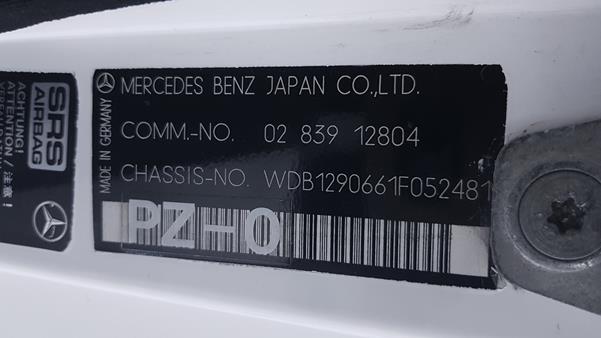 MERCEDES BENZ JAPAN CO.,LTD.
COMM.-NO. 02 839 12804
CHASSIS-NO. WDB1290661F052481
PZ-0
MADE IN GERMANY
SRS
AIRBAG
ACHTUNG!
ATTENTION / 注意!